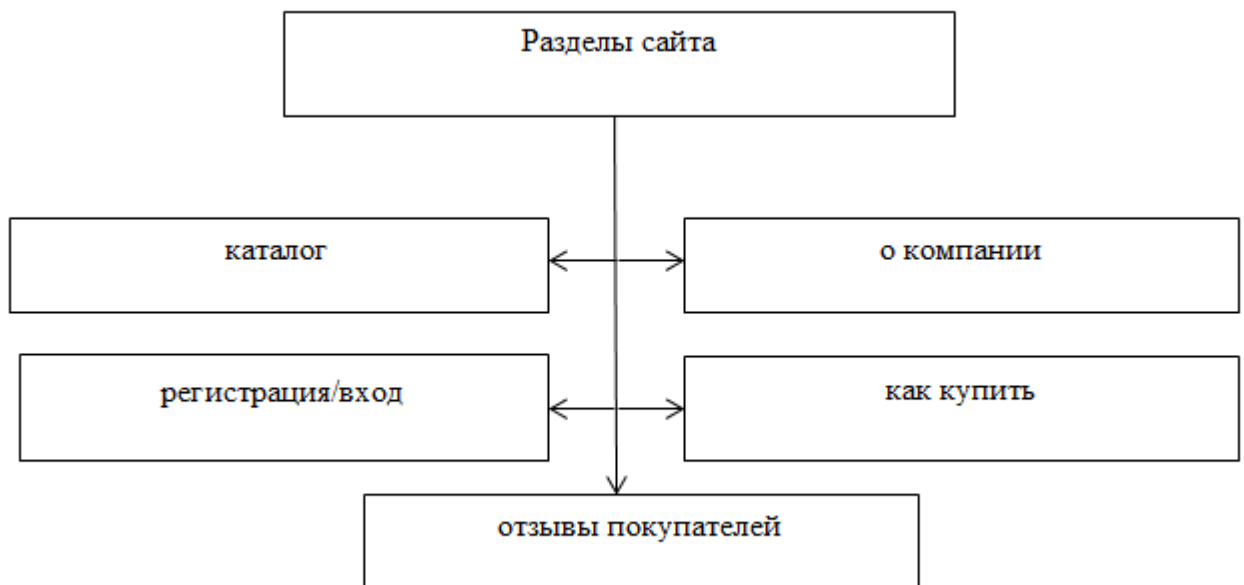 Разделы сайта
каталог
о компании
регистрация/вход
как купить
отзывы покупателей